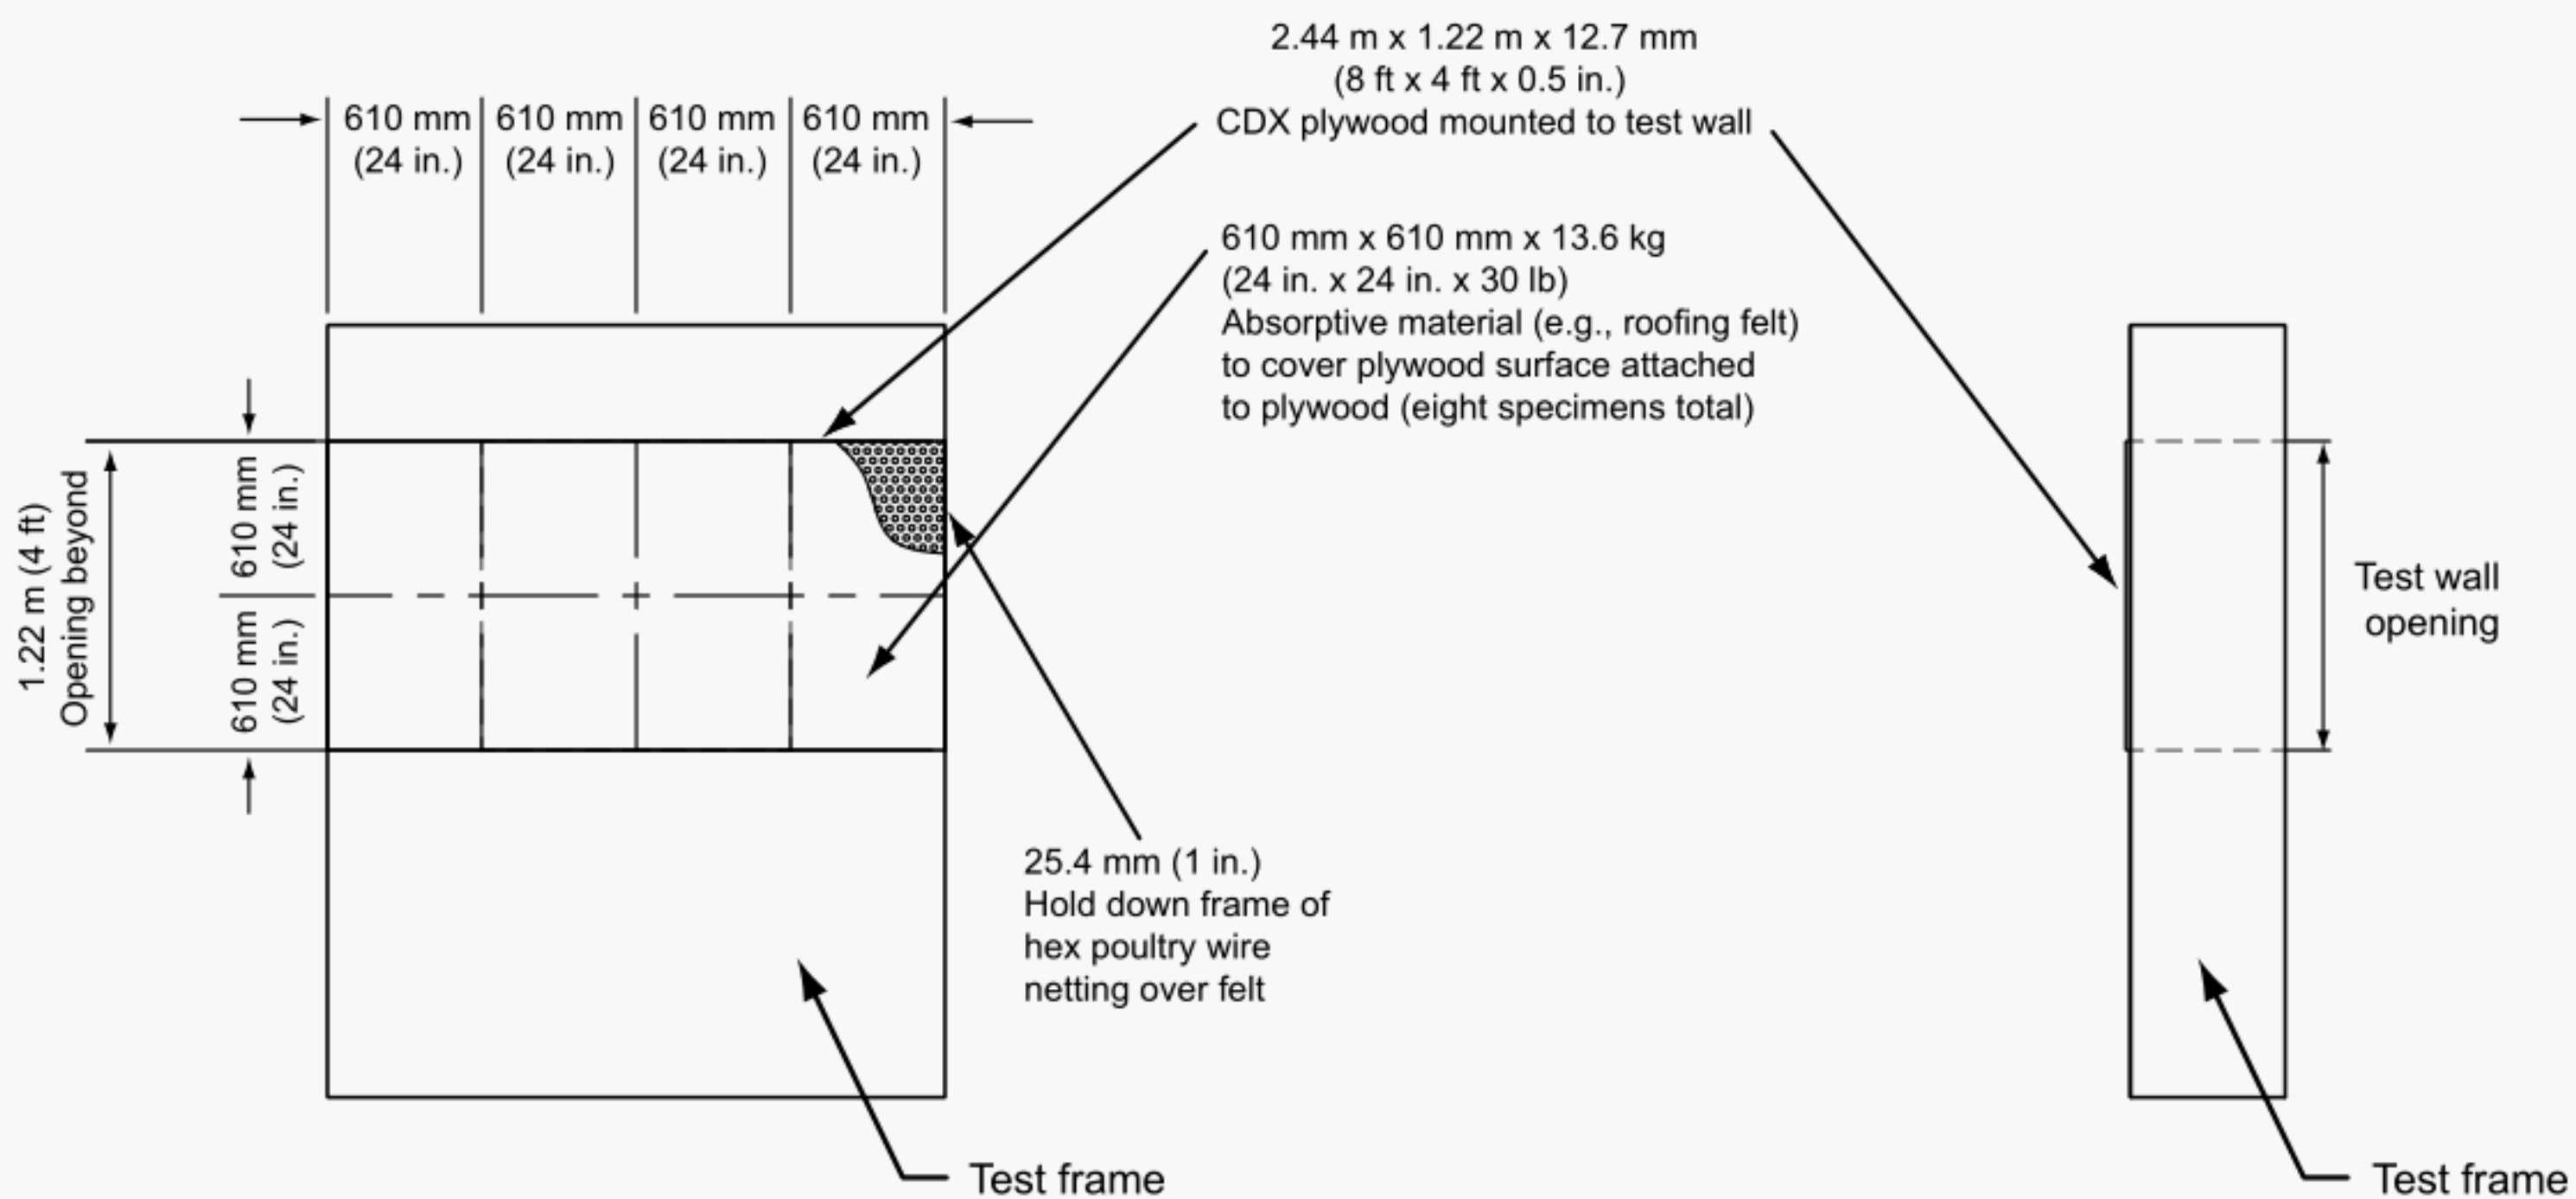 2.44 m x 1.22 m x 12.7 mm
(8 ft x 4 ft x 0.5 in.)
CDX plywood mounted to test wall
610 mm
(24 in.)
610 mm
(24 in.)
610 mm
(24 in.)
610 mm
(24 in.)
610 mm x 610 mm x 13.6 kg
(24 in. x 24 in. x 30 lb)
Absorptive material (e.g., roofing felt)
to cover plywood surface attached
to plywood (eight specimens total)
1.22 m (4 ft)
Opening beyond
610 mm
(24 in.)
610 mm
(24 in.)
Test wall
opening
25.4 mm (1 in.)
Hold down frame of
hex poultry wire
netting over felt
Test frame
Test frame